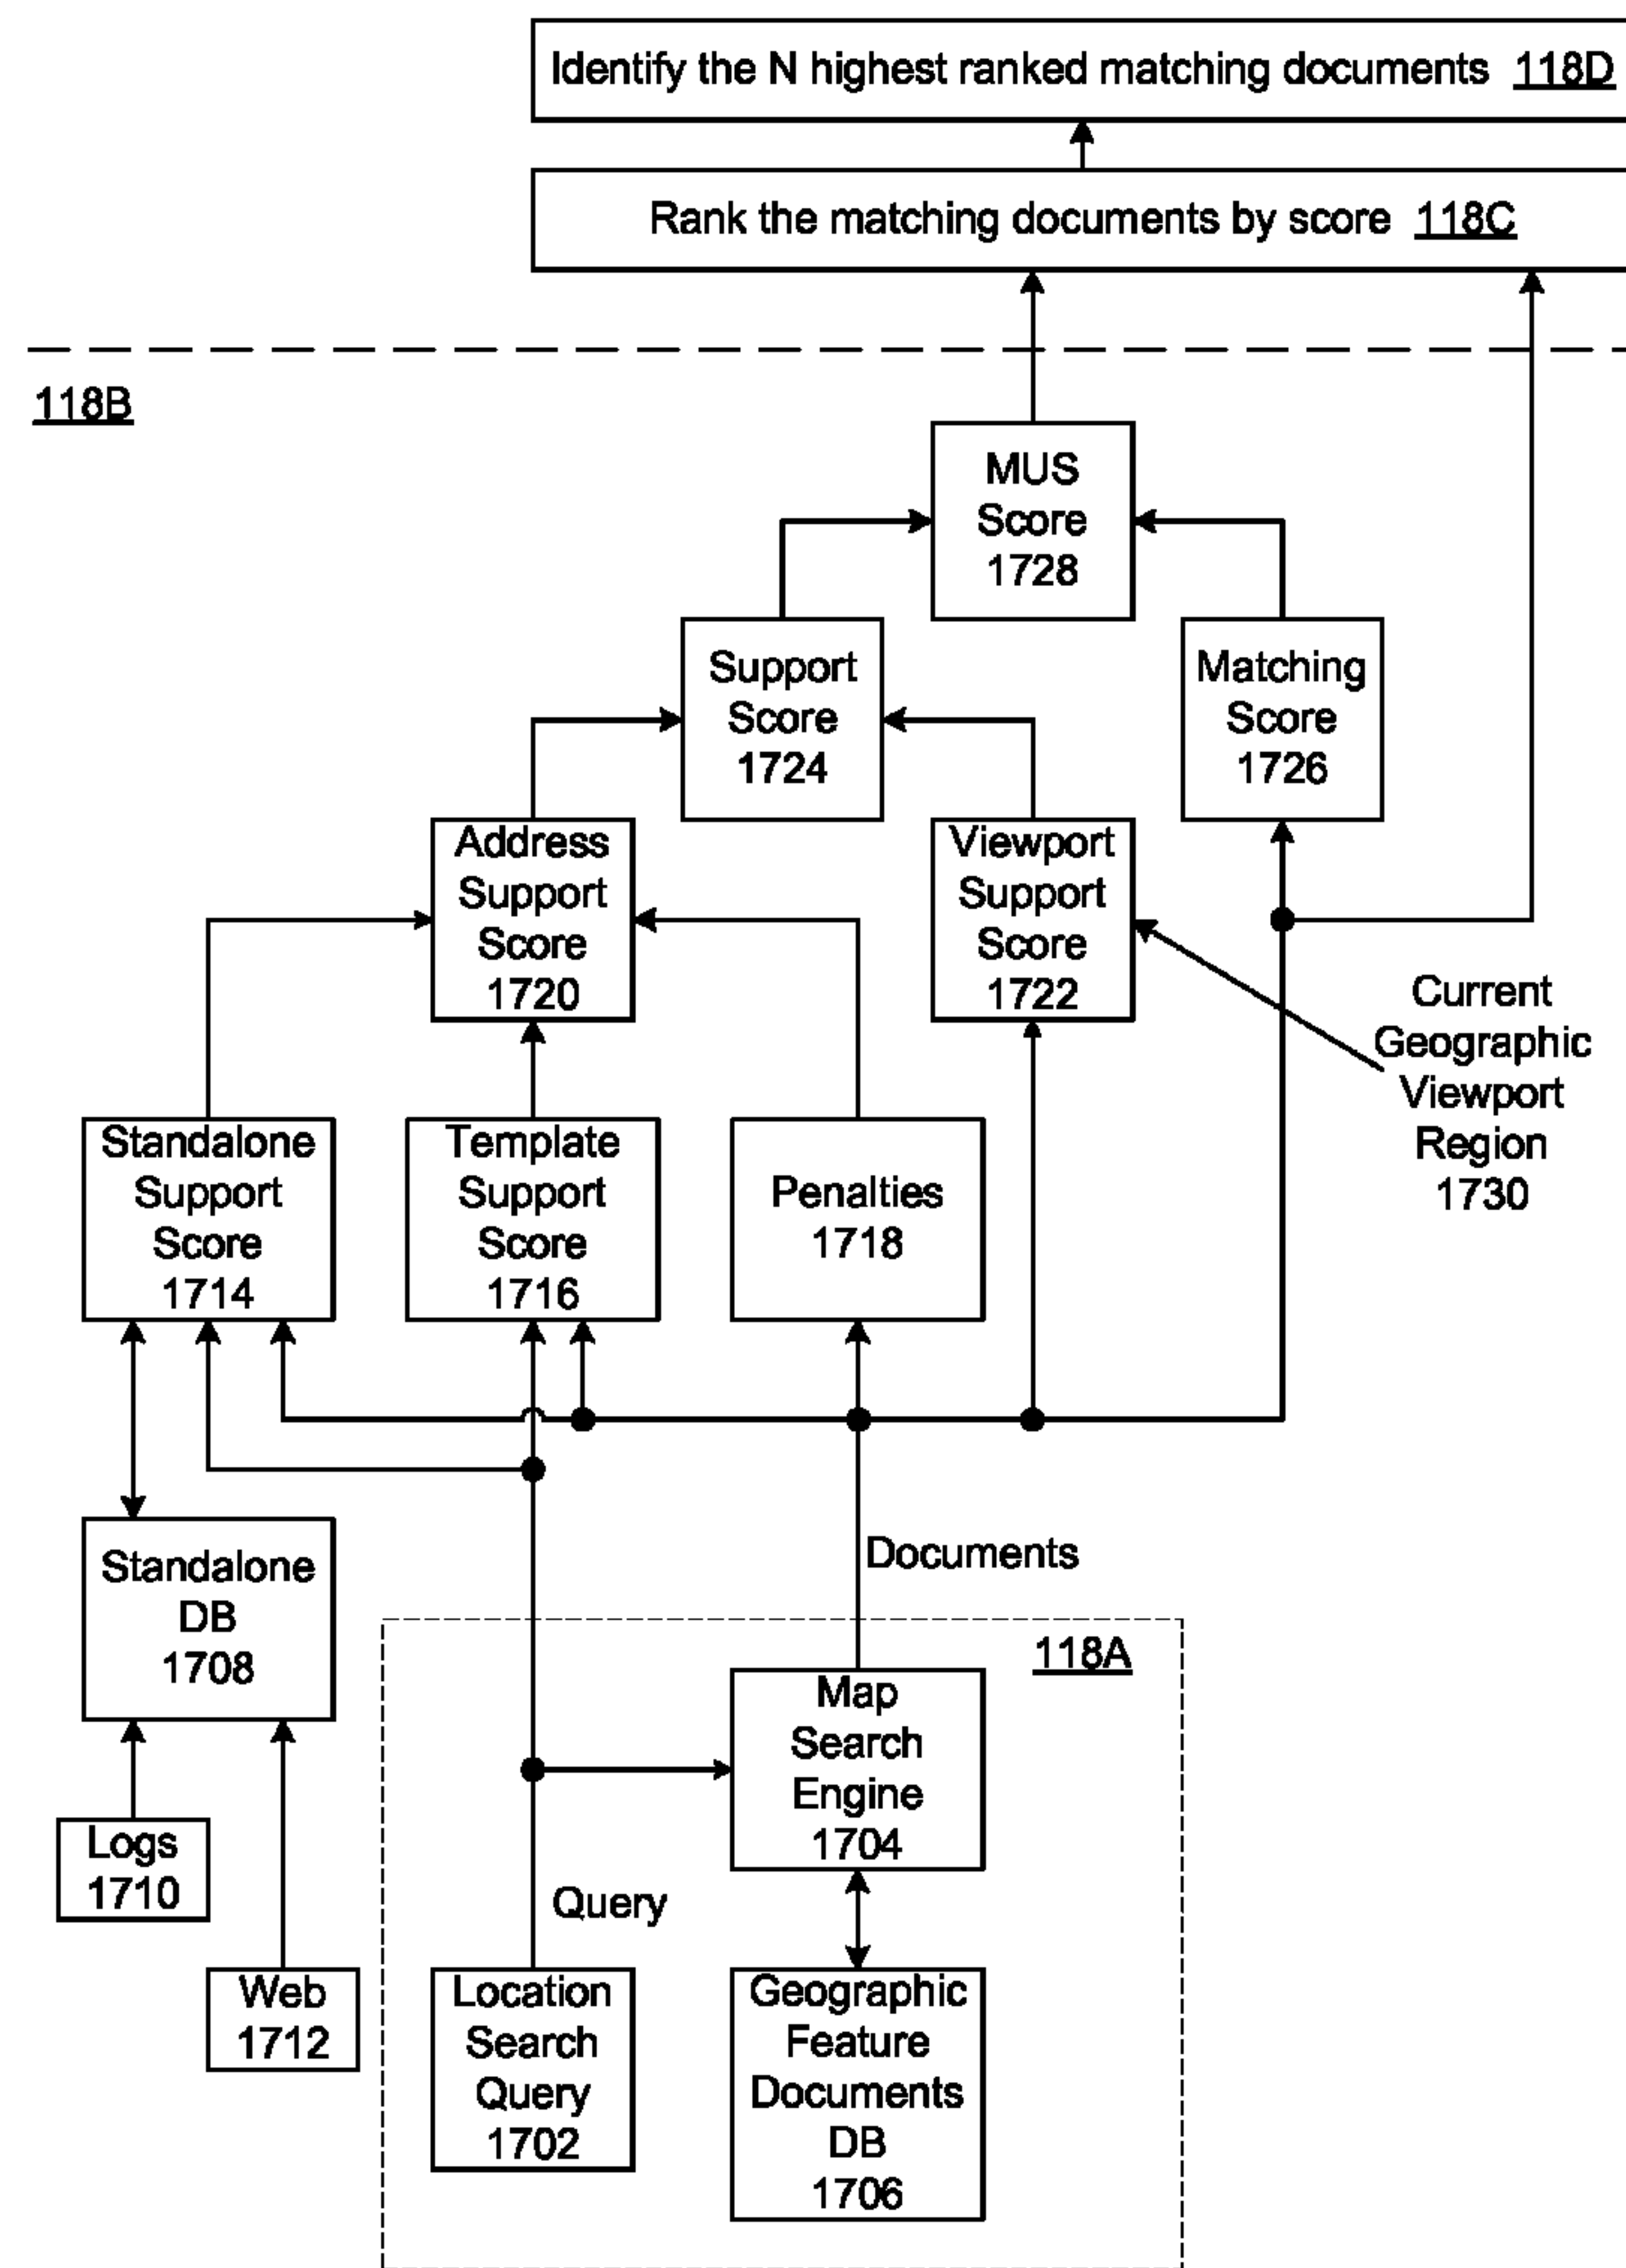 Identify the N highest ranked matching documents 118D
Rank the matching documents by score 118C
118B
MUS
Score
1728
Support
Score
1724
Matching
Score
1726
Address
Support
Score
1720
Viewport
Support
Score
1722
Current
Geographic
Viewport
Region
1730
Standalone
Support
Score
1714
Template
Support
Score
1716
Penalties
1718
Standalone
DB
1708
Documents
118A
Map
Search
Engine
1704
Logs
1710
Query
Web
1712
Location
Search
Query
1702
Geographic
Feature
Documents
DB
1706